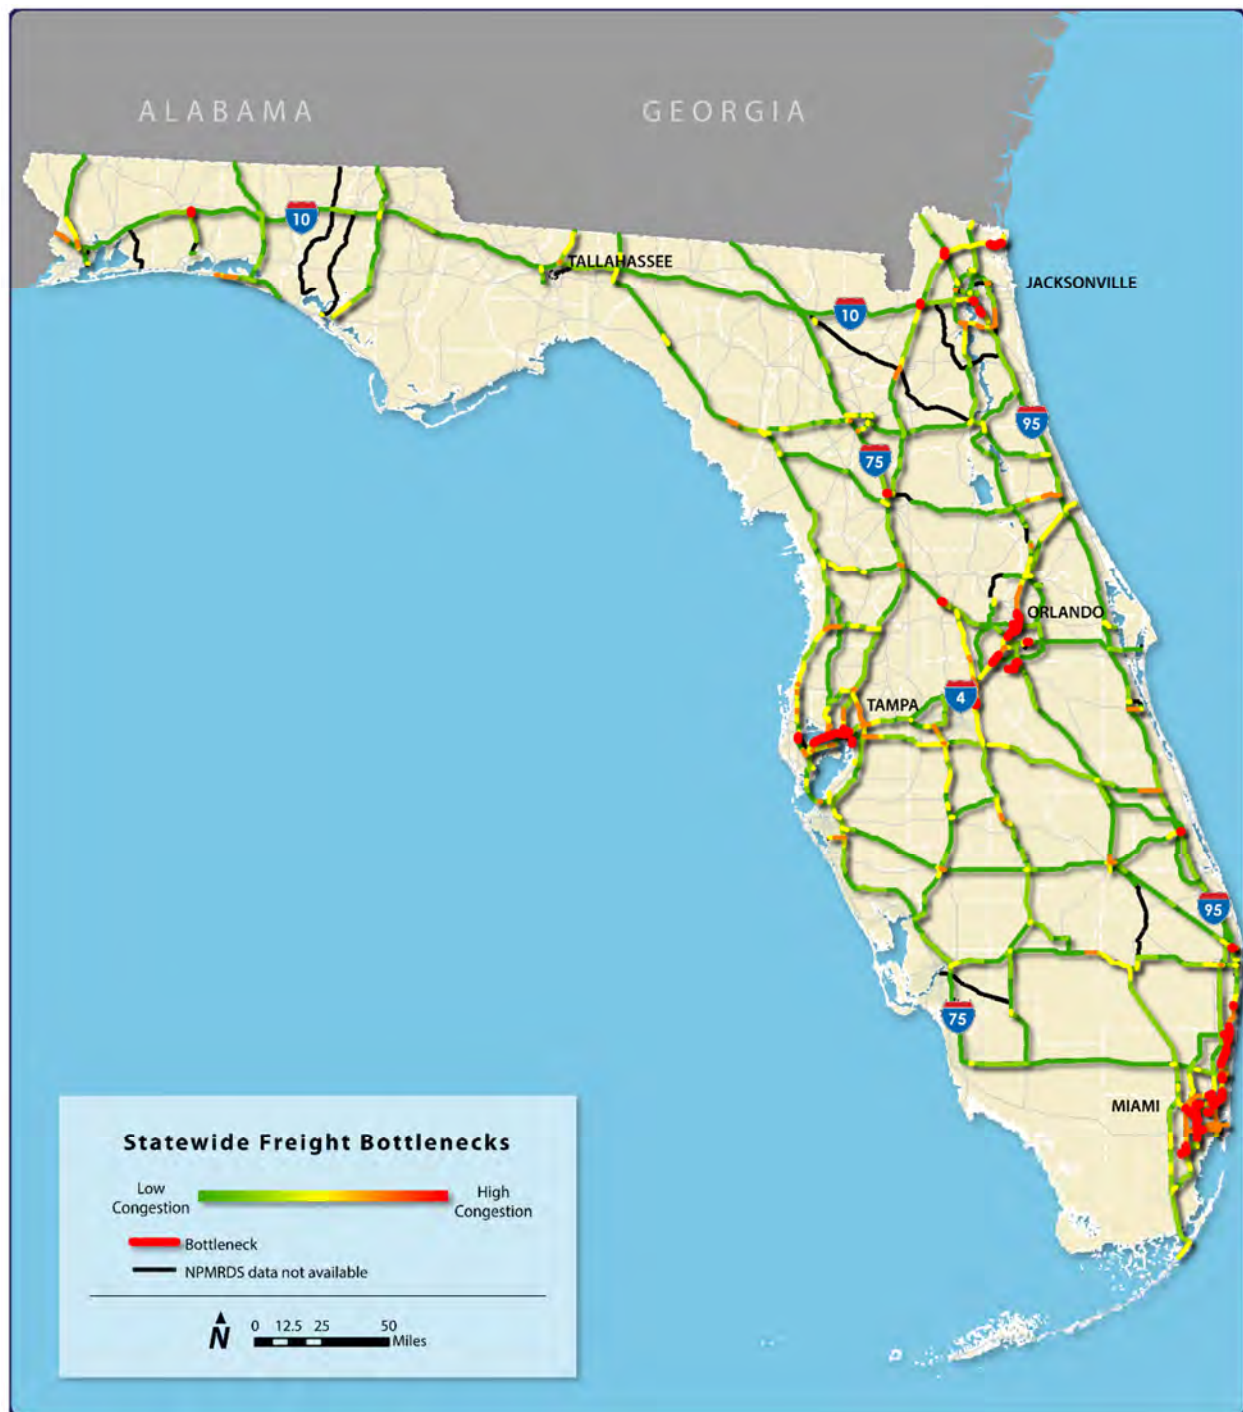 ALABAMA
GEORGIA
10
TALLAHASSEE
JACKSONVILLE
10
95
75
ORLANDO
4
TAMPA
95
75
MIAMI
Statewide Freight Bottlenecks
Low
Congestion
High
Congestion
Bottleneck
NPMRDS data not available
N
0 12.5 25 50
Miles